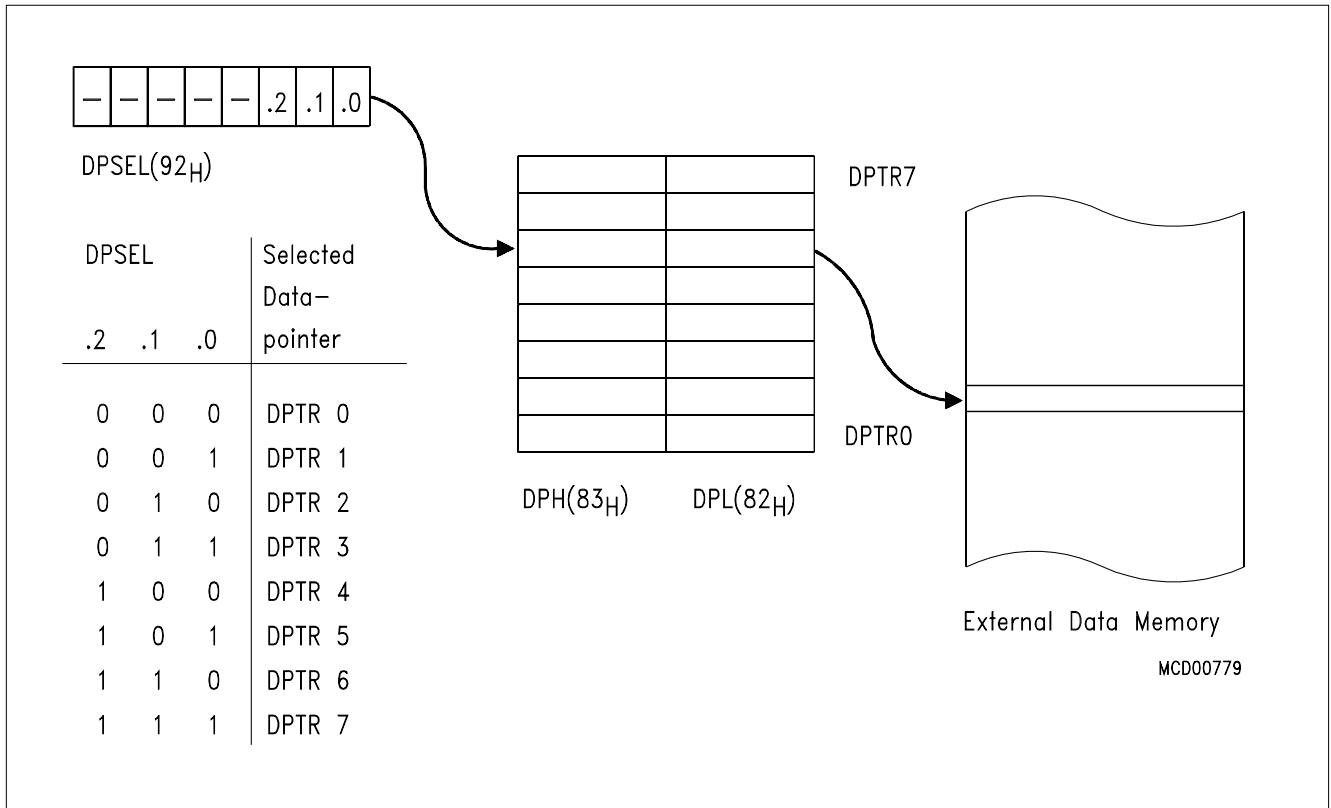 – – – – – .2 .1 .0
DPSEL(92H)
DPSEL Selected
Data–
.2 .1 .0 pointer
0 0 0 DPTR 0
0 0 1 DPTR 1
0 1 0 DPTR 2
0 1 1 DPTR 3
1 0 0 DPTR 4
1 0 1 DPTR 5
1 1 0 DPTR 6
1 1 1 DPTR 7
DPTR7
DPTR0
DPH(83H) DPL(82H)
External Data Memory
MCD00779